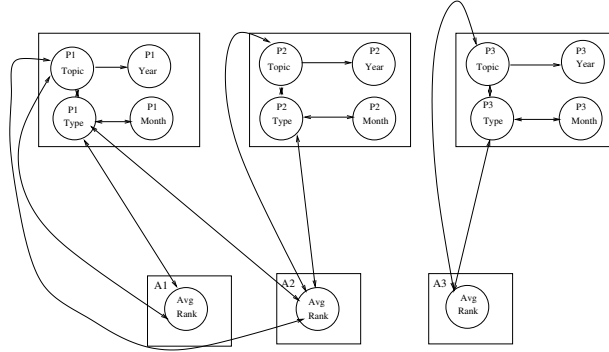 P1
Topic
P1
Year
P1
Type
P1
Month
P2
Topic
P2
Year
P2
Type
P2
Month
P3
Topic
P3
Year
P3
Type
P3
Month
A1
Avg
Rank
A2
Avg
Rank
A3
Avg
Rank